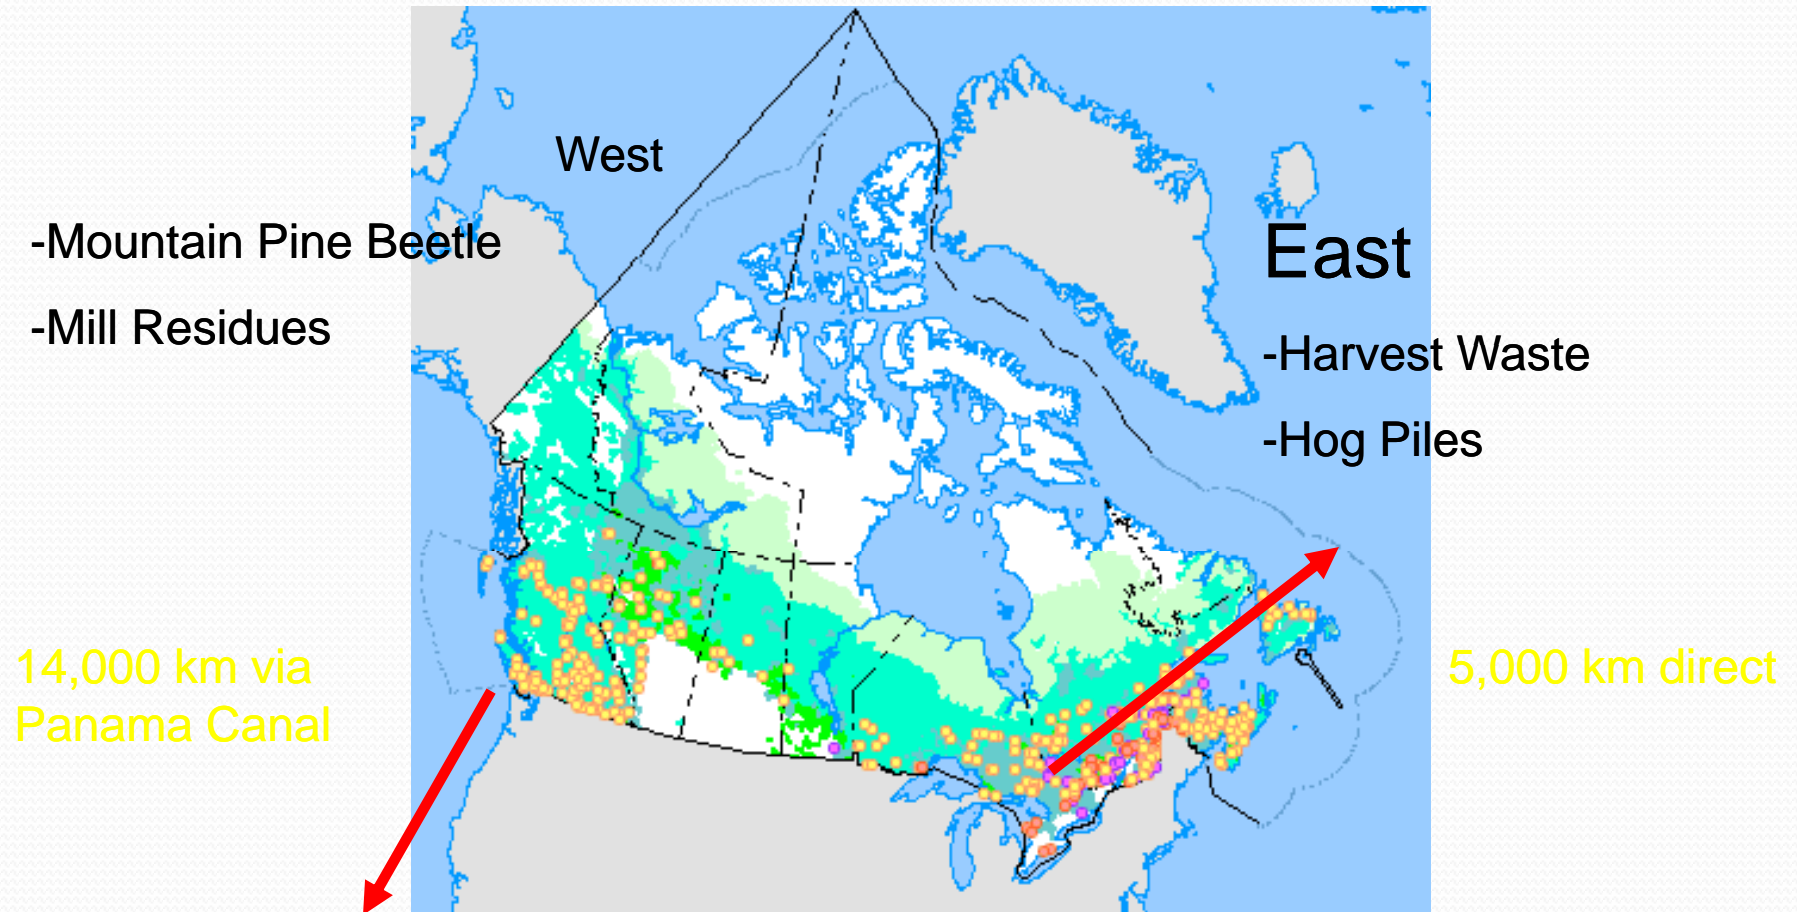 West
-Mountain Pine Beetle
-Mill Residues
East
-Harvest Waste
-Hog Piles
14,000 km via
Panama Canal
5,000 km direct